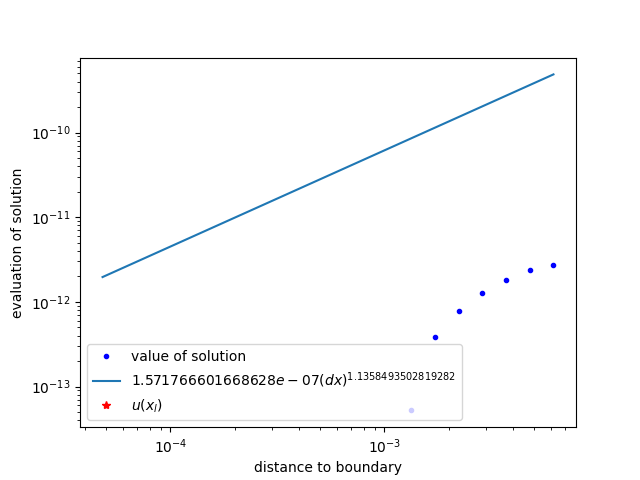 10⁻¹⁰
10⁻¹¹
10⁻¹²
10⁻¹³
evaluation of solution
value of solution
1.571766601668628e − 07(dx)^1.1358493502819282
u(x_l)
10⁻⁴
10⁻³
distance to boundary